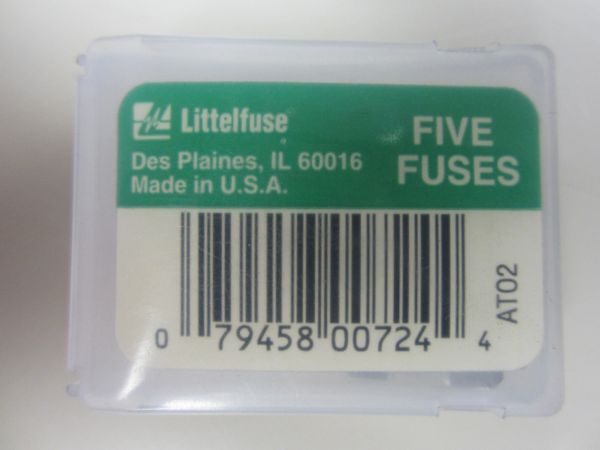 Littelfuse
Des Plaines, IL 60016
Made in U.S.A.
FIVE
FUSES
0 79458 00724 4
AT02